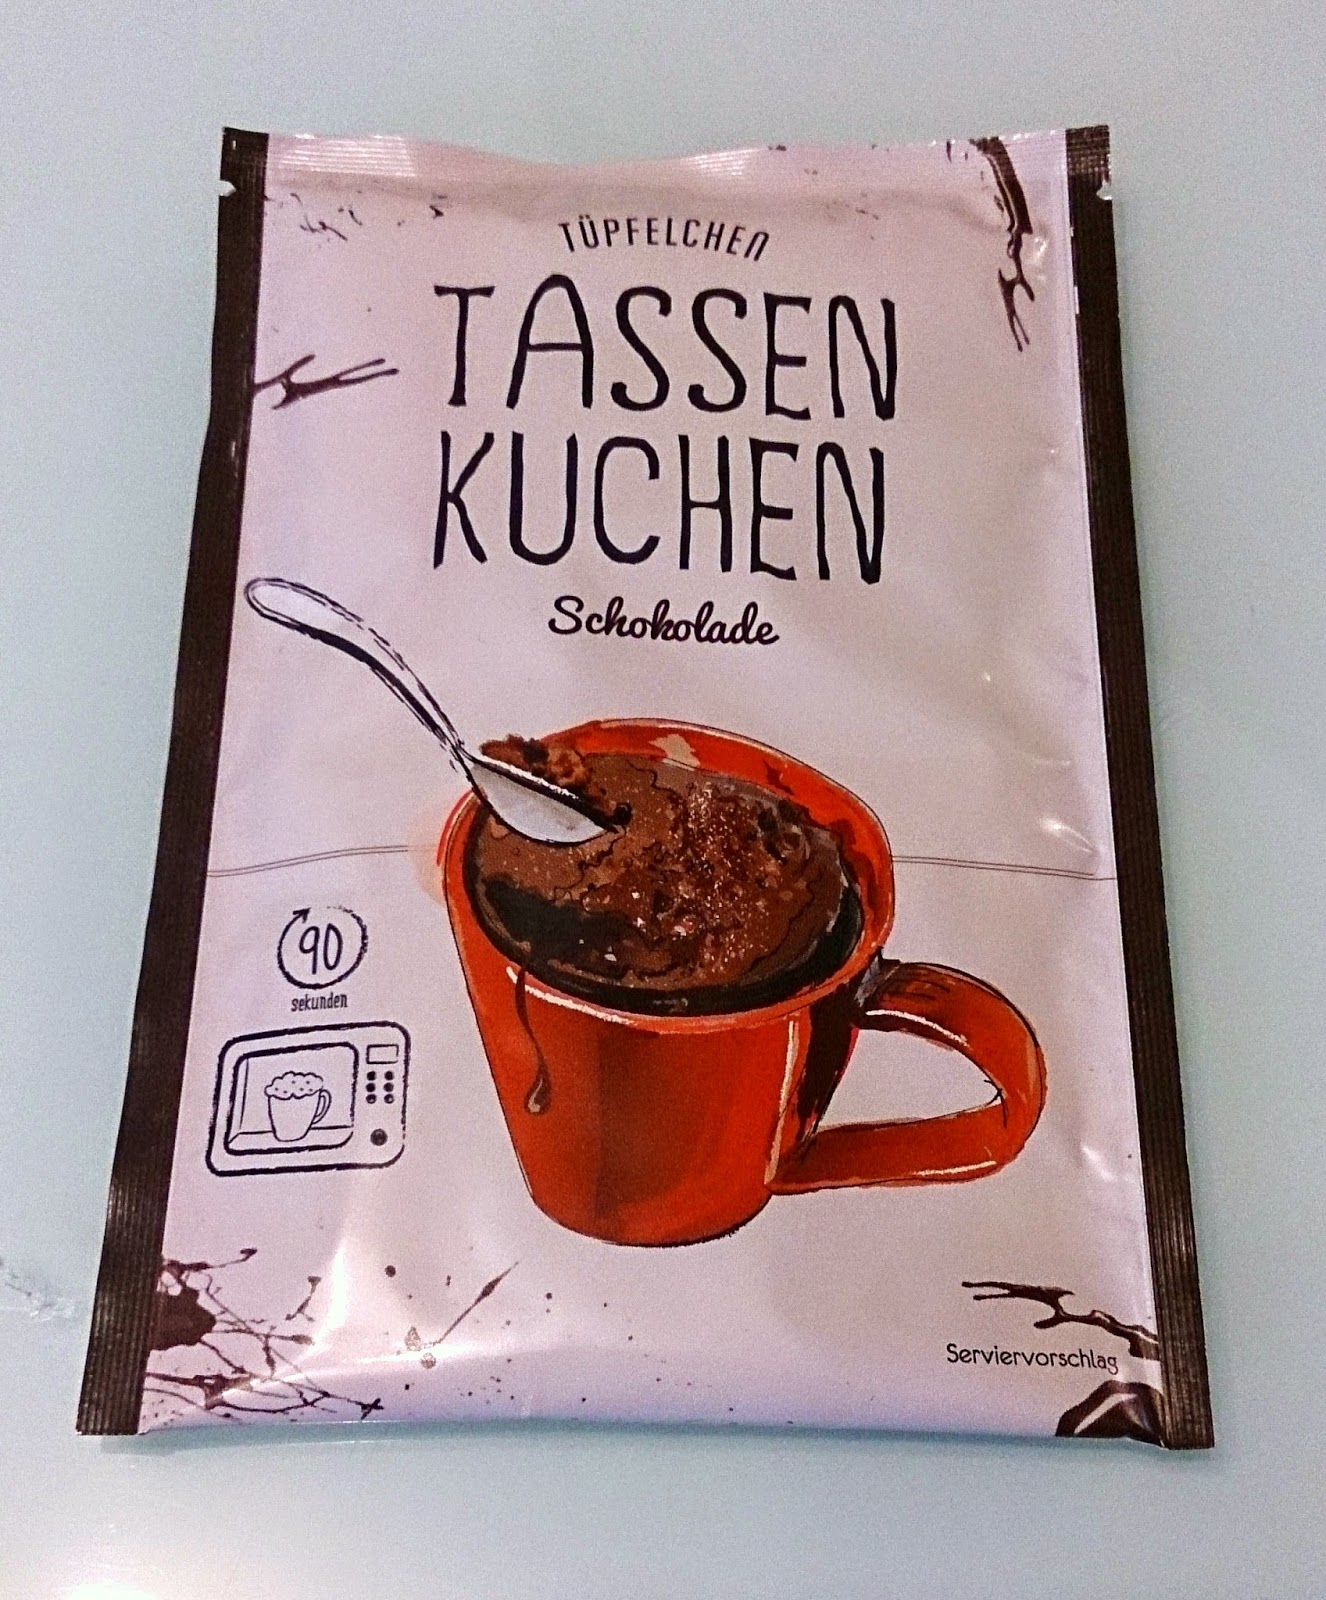 TÜPFELCHEN
TASSEN
KUCHEN
Schokolade
90
sekunden
Serviervorschlag